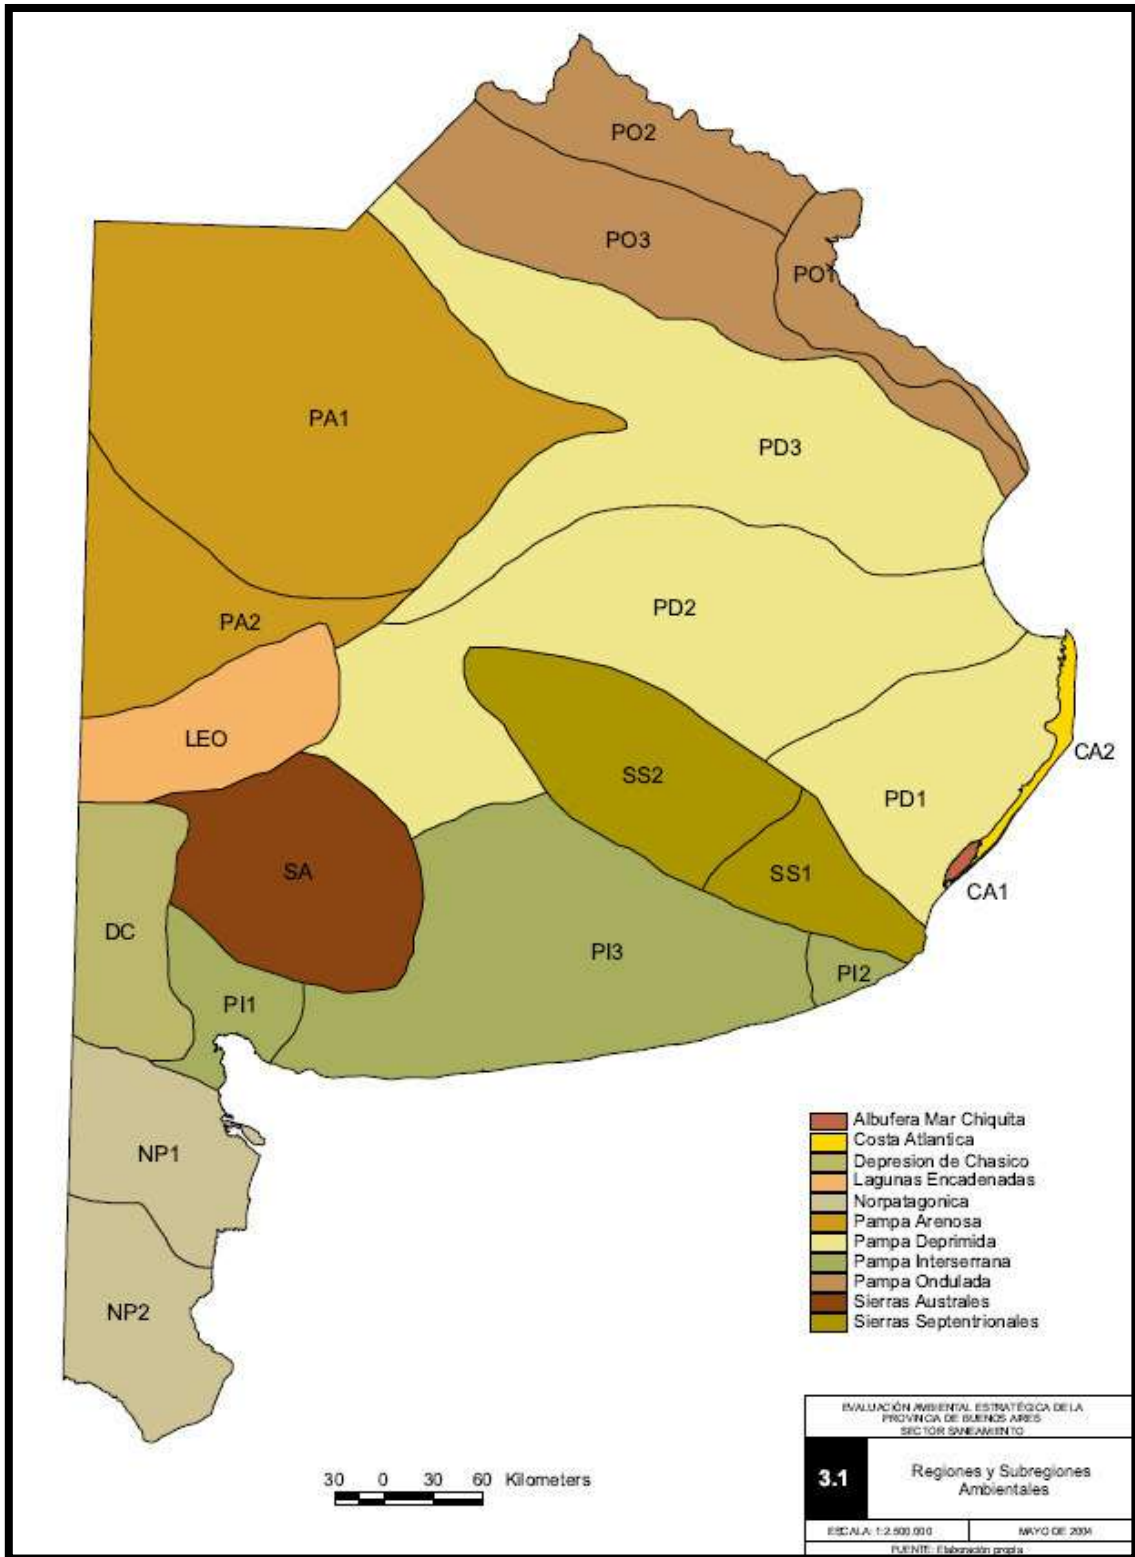 PO2
PO3
PO1
PA1
PD3
PA2
PD2
LEO
CA2
SS2
PD1
SA
SS1
CA1
DC
PI3
PI2
PI1
NP1
NP2
Albufera Mar Chiquita
Costa Atlantica
Depresion de Chasico
Lagunas Encadenadas
Norpatagonica
Pampa Arenosa
Pampa Deprimida
Pampa Interserrana
Pampa Ondulada
Sierras Australes
Sierras Septentrionales
30 0 30 60 Kilometers
EVALUACIÓN AMBIENTAL ESTRATÉGICA DE LA
PROVINCIA DE BUENOS AIRES
SECTOR SANEAMIENTO
3.1
Regiones y Subregiones
Ambientales
ESCALA: 1:2.500.000
MAYO DE 2004
FUENTE: Elaboración propia